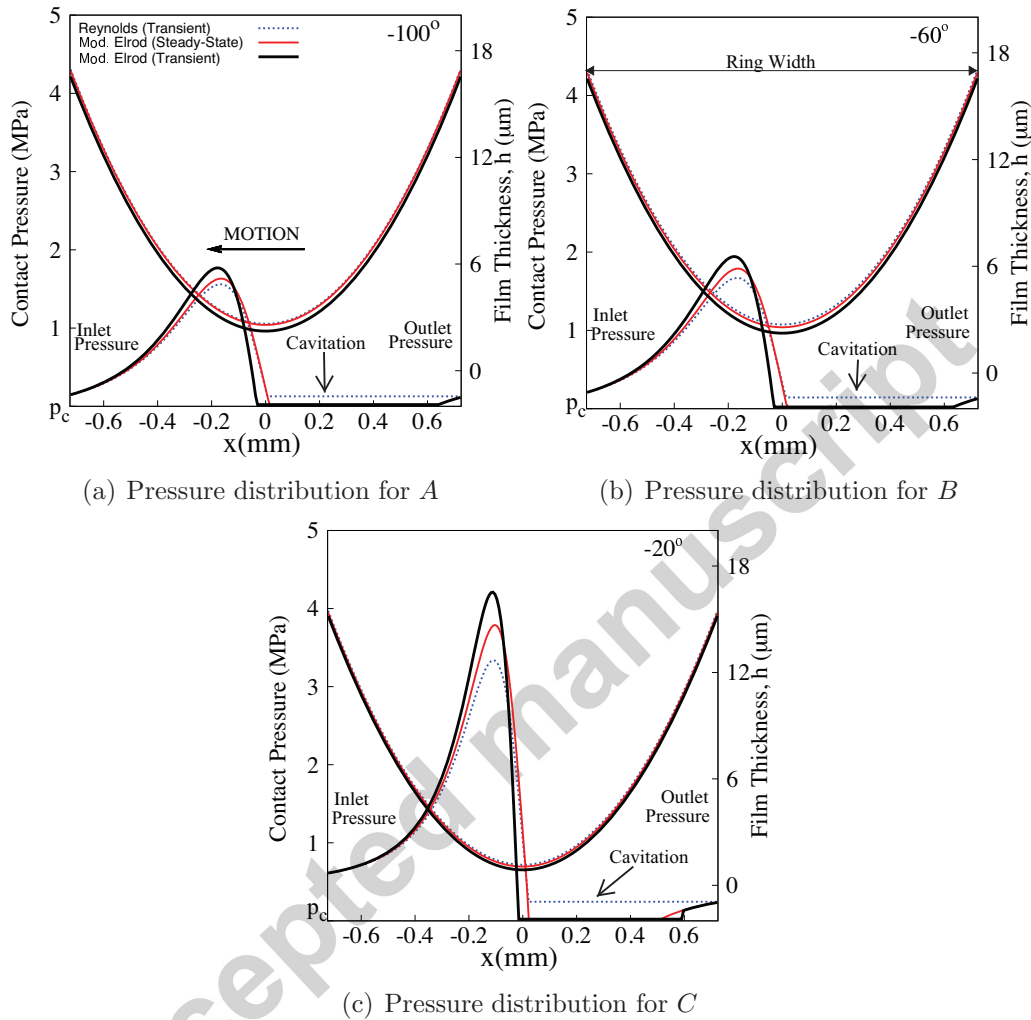 Reynolds (Transient)
Mod. Elrod (Steady-State)
Mod. Elrod (Transient)
-100°
5
4
3
2
1
p_c
Contact Pressure (MPa)
18
12
6
0
Film Thickness, h (μm)
MOTION
Inlet
Pressure
Outlet
Pressure
Cavitation
-0.6 -0.4 -0.2 0 0.2 0.4 0.6
x(mm)
(a) Pressure distribution for A
-60°
Ring Width
5
4
3
2
1
p_c
Contact Pressure (MPa)
18
12
6
0
Film Thickness, h (μm)
Inlet
Pressure
Outlet
Pressure
Cavitation
-0.6 -0.4 -0.2 0 0.2 0.4 0.6
x(mm)
(b) Pressure distribution for B
-20°
5
4
3
2
1
p_c
Contact Pressure (MPa)
18
12
6
0
Film Thickness, h (μm)
Inlet
Pressure
Outlet
Pressure
Cavitation
-0.6 -0.4 -0.2 0 0.2 0.4 0.6
x(mm)
(c) Pressure distribution for C
cepted manuscript